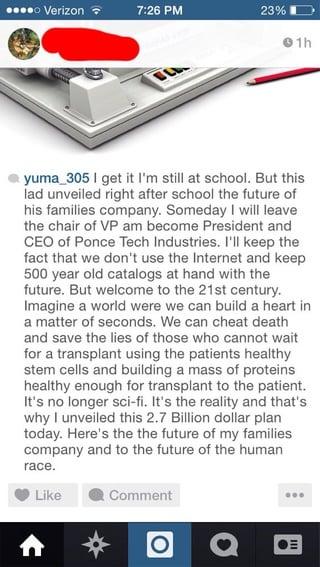 Verizon 7:26 PM 23%
1h
yuma_305 I get it I'm still at school. But this
lad unveiled right after school the future of
his families company. Someday I will leave
the chair of VP am become President and
CEO of Ponce Tech Industries. I'll keep the
fact that we don't use the Internet and keep
500 year old catalogs at hand with the
future. But welcome to the 21st century.
Imagine a world were we can build a heart in
a matter of seconds. We can cheat death
and save the lies of those who cannot wait
for a transplant using the patients healthy
stem cells and building a mass of proteins
healthy enough for transplant to the patient.
It's no longer sci-fi. It's the reality and that's
why I unveiled this 2.7 Billion dollar plan
today. Here's the the future of my families
company and to the future of the human
race.
Like Comment